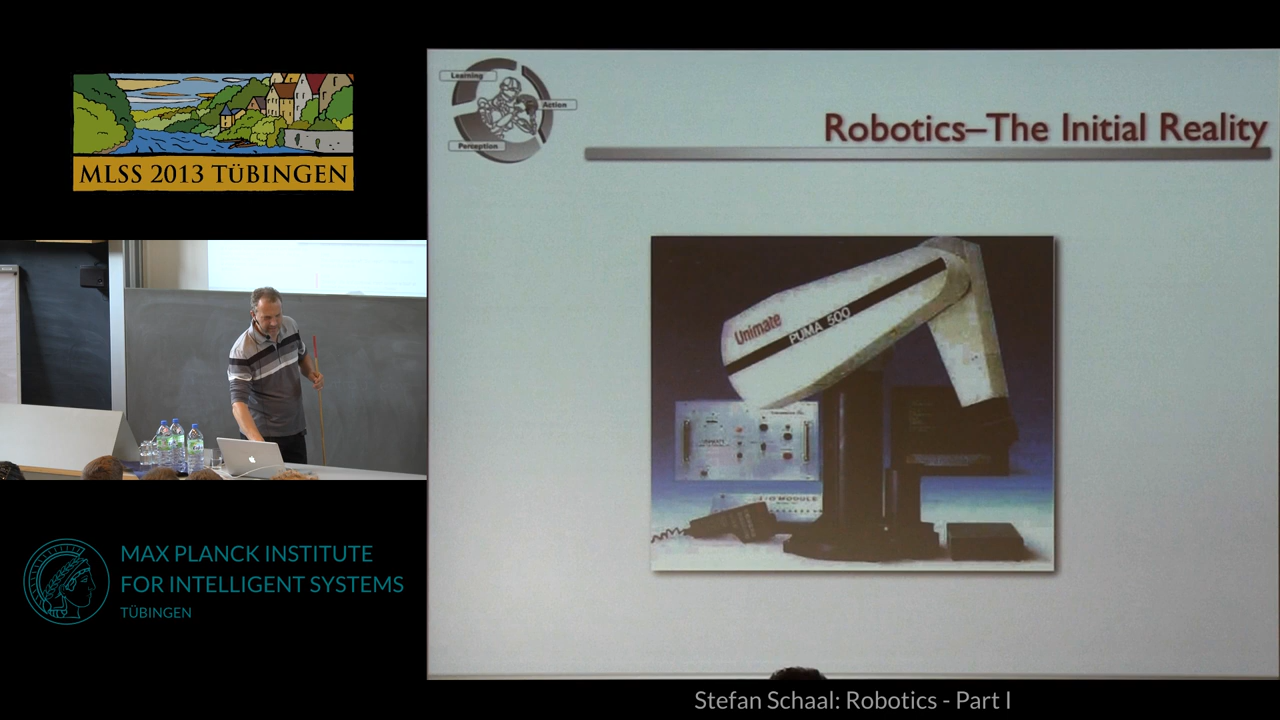 MLSS 2013 TÜBINGEN
MAX PLANCK INSTITUTE
FOR INTELLIGENT SYSTEMS
TÜBINGEN
Learning
Action
Perception
Robotics–The Initial Reality
Unimate
PUMA 500
I/O MODULE
Stefan Schaal: Robotics - Part I